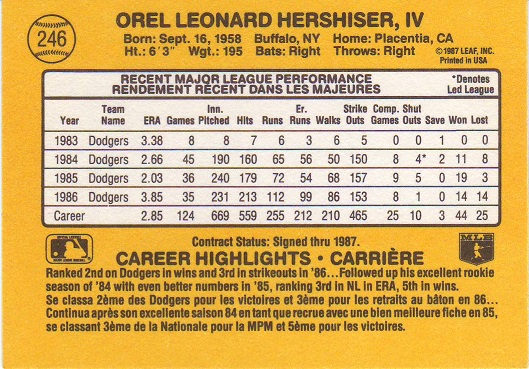 246
OREL LEONARD HERSHISER, IV
Born: Sept. 16, 1958 Buffalo, NY Home: Placentia, CA
Ht: 6'3" Wgt.: 195 Bats: Right Throws: Right
©1987 LEAF, INC.
Printed in USA
RECENT MAJOR LEAGUE PERFORMANCE
RENDEMENT RÉCENT DANS LES MAJEURES
*Denotes
Led League
Year Team Name ERA Games Inn. Pitched Hits Runs Er. Runs Walks Strike Outs Comp. Games Shut Outs Save Won Lost
1983 Dodgers 3.38 8 8 7 6 3 6 5 0 0 1 0 0
1984 Dodgers 2.66 45 190 160 65 56 50 150 8 4* 2 11 8
1985 Dodgers 2.03 36 240 179 72 54 68 157 9 5 0 19 3
1986 Dodgers 3.85 35 231 213 112 99 86 153 8 1 0 14 14
Career 2.85 124 669 559 255 212 210 465 25 10 3 44 25
Contract Status: Signed thru 1987.
CAREER HIGHLIGHTS • CARRIÈRE
MLB
Ranked 2nd on Dodgers in wins and 3rd in strikeouts in '86...Followed up his excellent rookie
season of '84 with even better numbers in '85, ranking 3rd in NL in ERA, 5th in wins.
Se classa 2ème des Dodgers pour les victoires et 3ème pour les retraits au bâton en 86...
Continua après son excellente saison 84 en tant que recrue avec une bien meilleure fiche en 85,
se classant 3ème de la Nationale pour la MPM et 5ème pour les victoires.